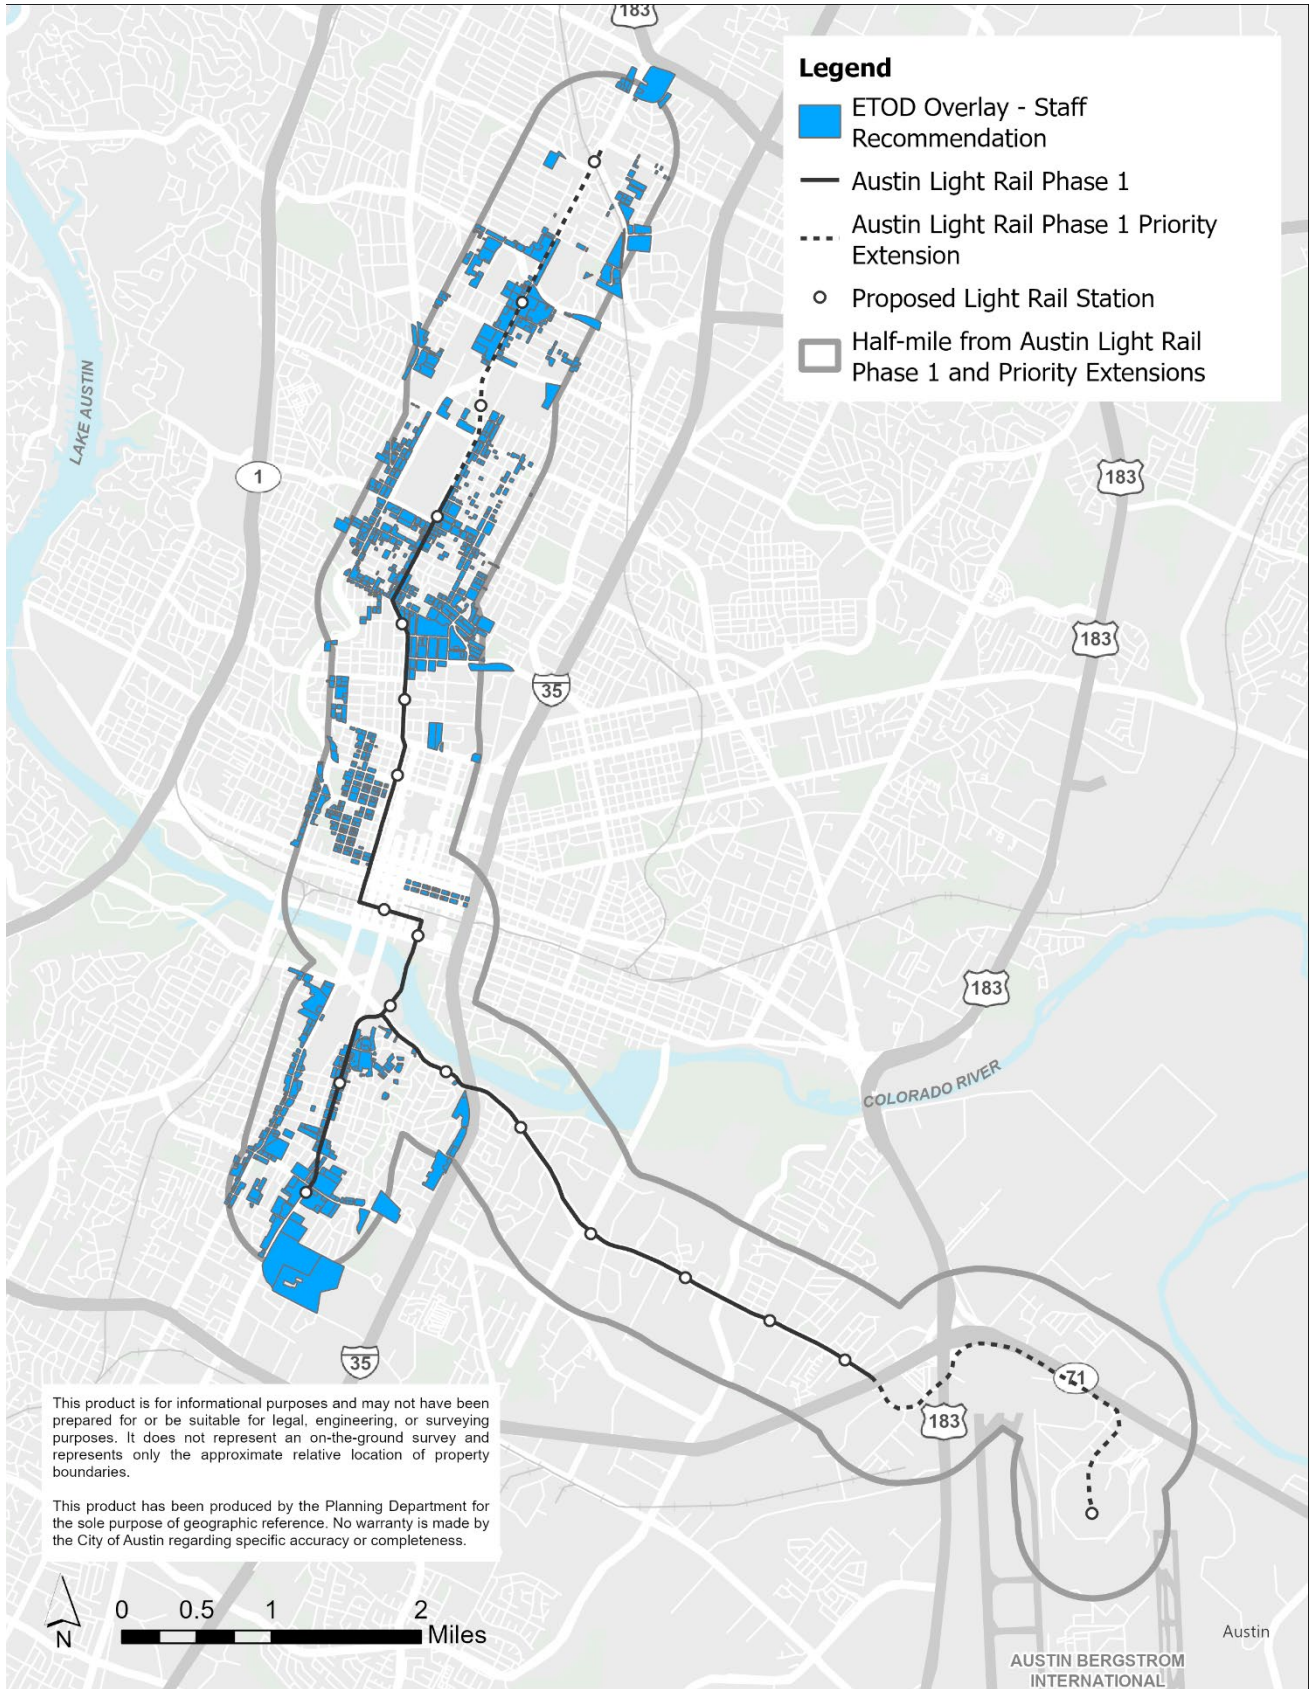 183
Legend
ETOD Overlay - Staff
Recommendation
Austin Light Rail Phase 1
Austin Light Rail Phase 1 Priority
Extension
Proposed Light Rail Station
Half-mile from Austin Light Rail
Phase 1 and Priority Extensions
LAKE AUSTIN
1
183
183
35
183
COLORADO RIVER
35
71
183
This product is for informational purposes and may not have been
prepared for or be suitable for legal, engineering, or surveying
purposes. It does not represent an on-the-ground survey and
represents only the approximate relative location of property
boundaries.
This product has been produced by the Planning Department for
the sole purpose of geographic reference. No warranty is made by
the City of Austin regarding specific accuracy or completeness.
0 0.5 1 2
Miles
N
Austin
AUSTIN BERGSTROM
INTERNATIONAL